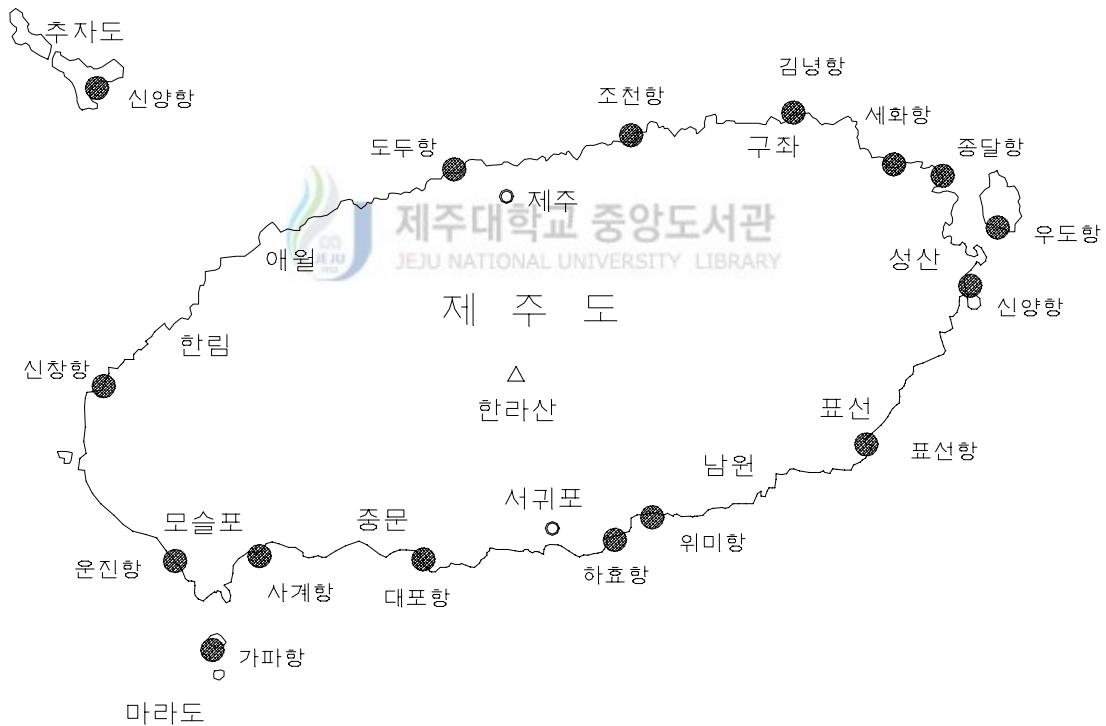 추자도
신양항
김녕항
조천항
세화항
도두항
구좌
종달항
제주
제주대학교 중앙도서관
JEJU NATIONAL UNIVERSITY LIBRARY
JEJU
1952
우도항
애월
성산
제 주 도
신양항
한림
신창항
한라산
표선
표선항
남원
서귀포
모슬포
중문
위미항
운진항
사계항
대포항
하효항
가파항
마라도